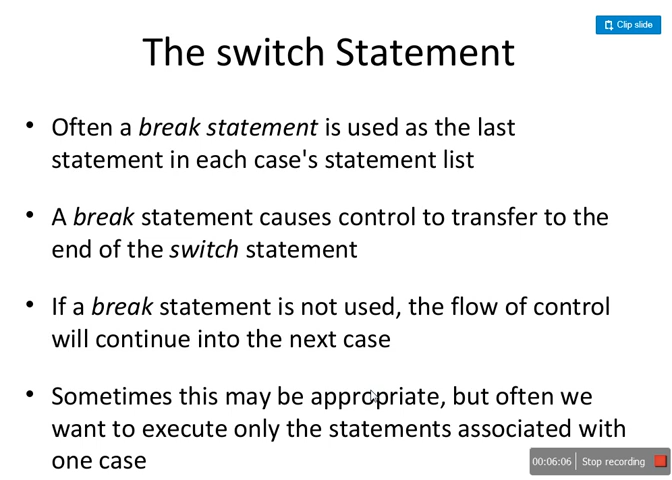 Clip slide
The switch Statement
• Often a break statement is used as the last
statement in each case's statement list
• A break statement causes control to transfer to the
end of the switch statement
• If a break statement is not used, the flow of control
will continue into the next case
• Sometimes this may be appropriate, but often we
want to execute only the statements associated with
one case
00:06:06 Stop recording